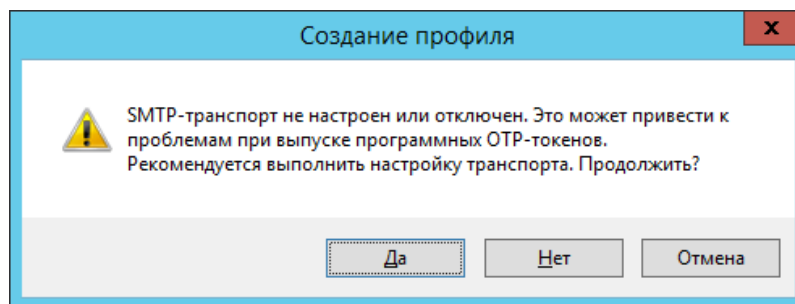 Создание профиля
x
SMTP-транспорт не настроен или отключен. Это может привести к
проблемам при выпуске программных OTP-токенов.
Рекомендуется выполнить настройку транспорта. Продолжить?
Да
Нет
Отмена